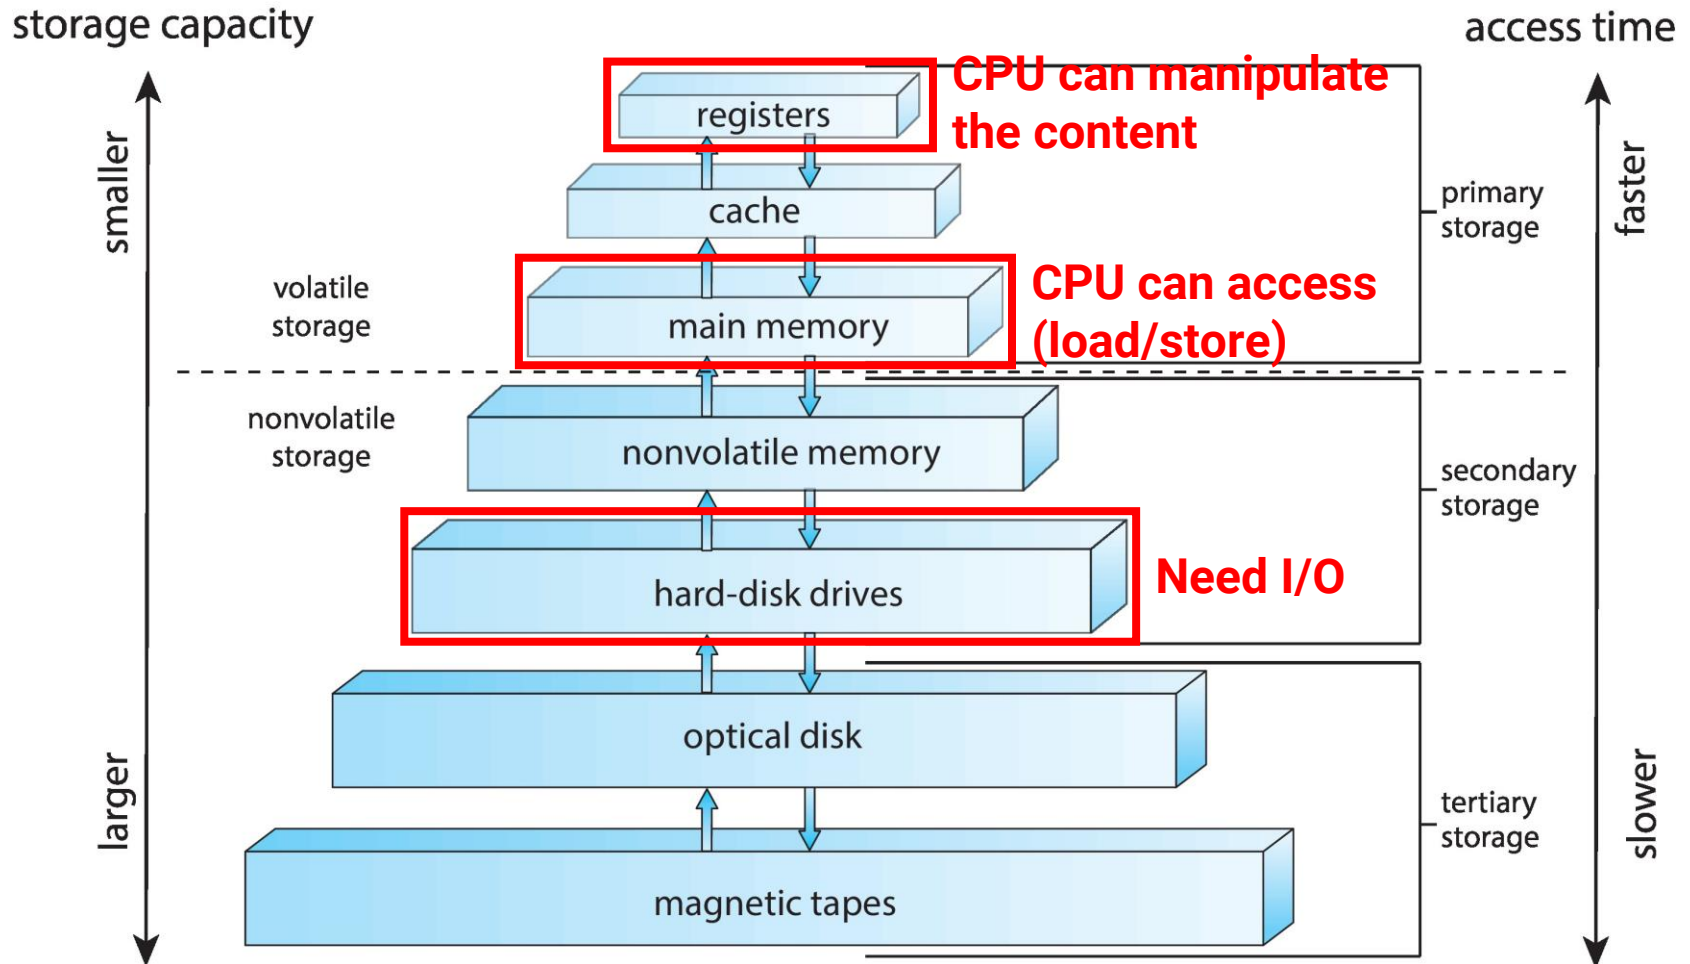 storage capacity
access time
CPU can manipulate
the content
registers
smaller
faster
cache
primary
storage
CPU can access
(load/store)
volatile
storage
main memory
nonvolatile
storage
nonvolatile memory
secondary
storage
hard-disk drives
Need I/O
optical disk
larger
slower
tertiary
storage
magnetic tapes